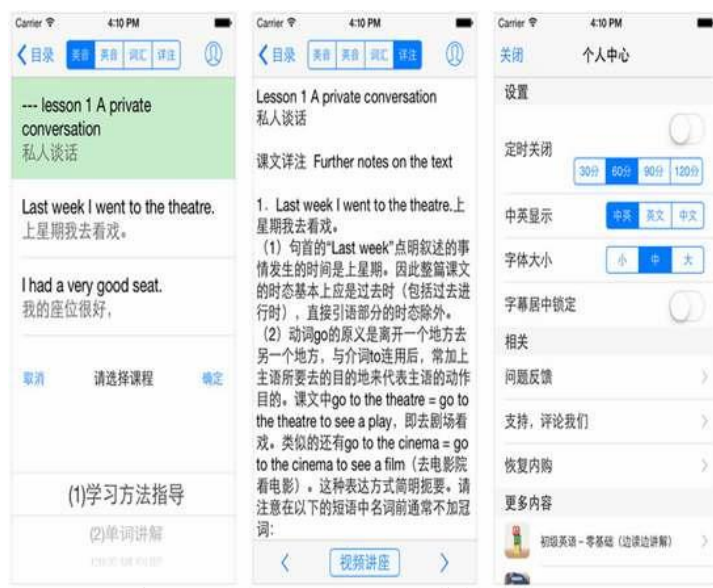 Carrier 4:10 PM
目录 美音 英音 词汇 详注
--- lesson 1 A private
conversation
私人谈话
Last week I went to the theatre.
上星期我去看戏。
I had a very good seat.
我的座位很好,
取消 请选择课程 确定
(1)学习方法指导
(2)单词讲解
Carrier 4:10 PM
目录 美音 英音 词汇 详注
Lesson 1 A private conversation
私人谈话
课文详注 Further notes on the text
1. Last week I went to the theatre.上
星期我去看戏。
(1)句首的“Last week”点明叙述的事
情发生的时间是上星期。因此整篇课文
的时态基本上应是过去时(包括过去进
行时),直接引语部分的时态除外。
(2)动词go的原义是离开一个地方去
另一个地方,与介词to连用后,常加上
主语所要去的目的地来代表主语的动作
目的。课文中go to the theatre = go to
the theatre to see a play,即去剧场看
戏。类似的还有go to the cinema = go
to the cinema to see a film(去电影院
看电影)。这种表达方式简明扼要。请
注意在以下的短语中名词前通常不加冠
词:
视频讲座
Carrier 4:10 PM
关闭 个人中心
设置
定时关闭
30分 60分 90分 120分
中英显示 中英 英文 中文
字体大小 小 中 大
字幕居中锁定
相关
问题反馈
支持,评论我们
恢复内购
更多内容
初级英语-零基础(边读边讲解)